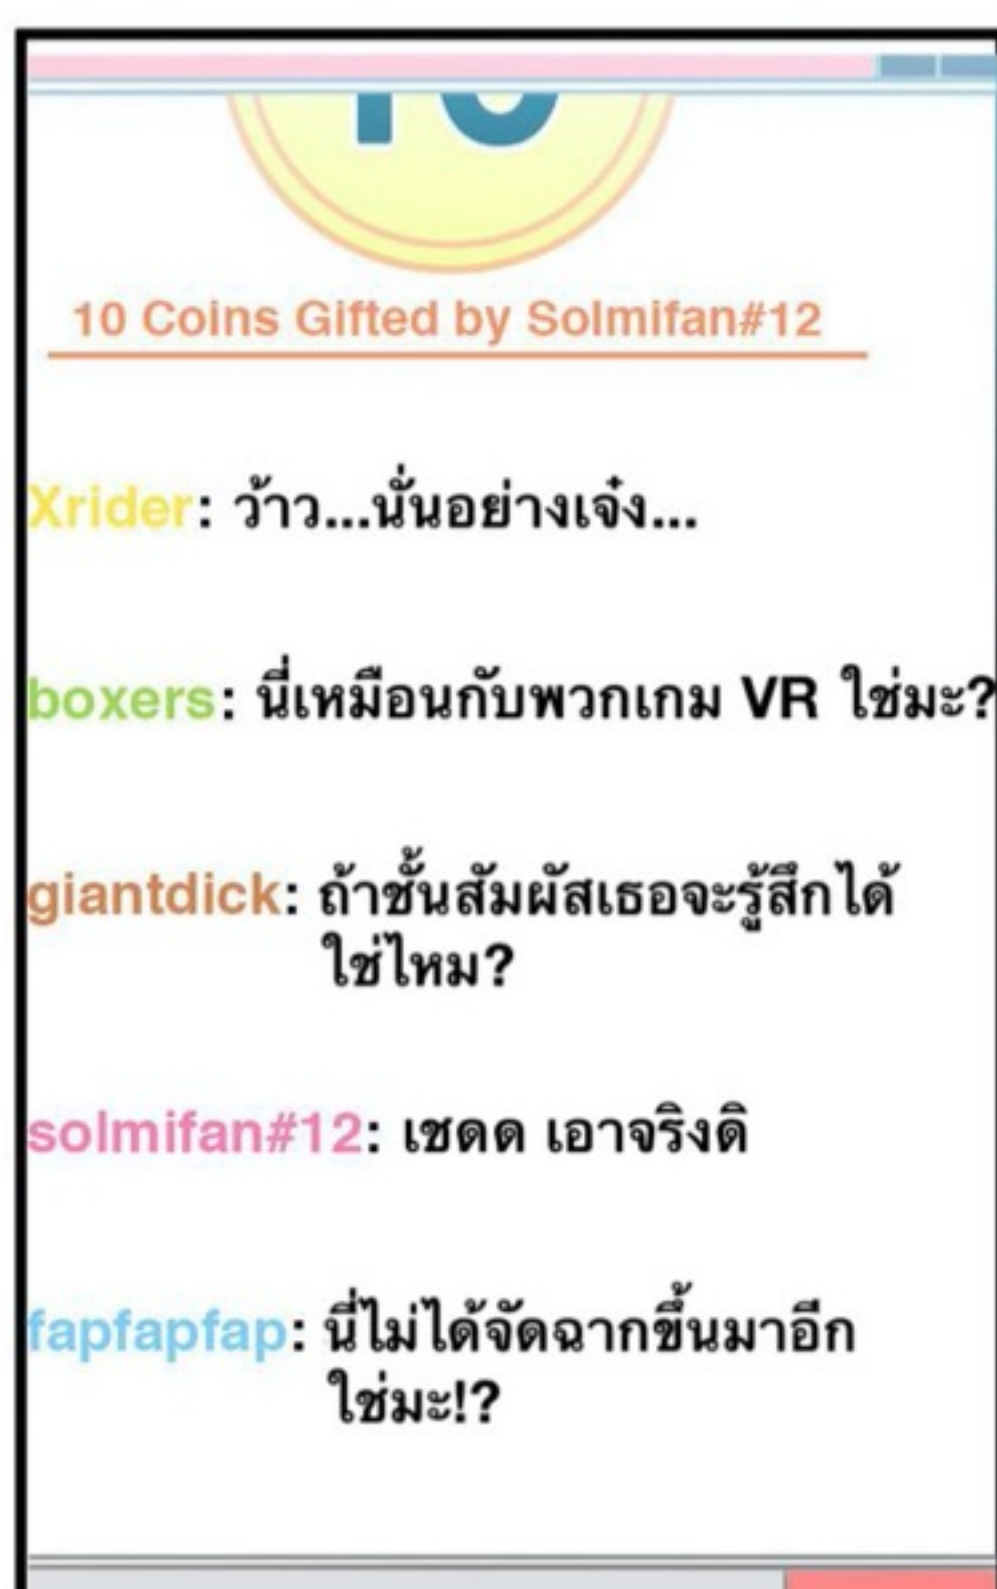 10
10 Coins Gifted by Solmifan#12
Xrider: ว้าว...นั่นอย่างเจ๋ง...
boxers: นี่เหมือนกับพวกเกม VR ใช่มะ?
giantdick: ถ้าชั้นสัมผัสเธอจะรู้สึกได้
ใช่ไหม?
solmifan#12: เชดด เอาจริงดิ
fapfapfap: นี่ไม่ได้จัดฉากขึ้นมาอีก
ใช่มะ!?